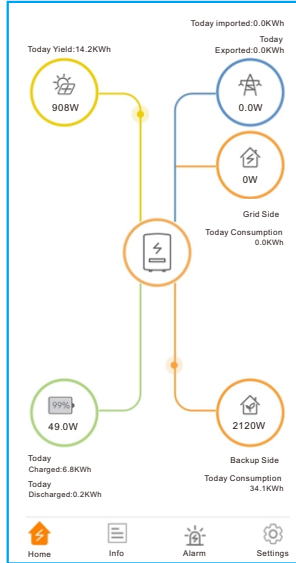 Today imported:0.0KWh
Today
Exported:0.0KWh
Today Yield:14.2KWh
908W
0.0W
0W
Grid Side
Today Consumption
0.0KWh
99%
49.0W
2120W
Today
Charged:6.8KWh
Today
Discharged:0.2KWh
Backup Side
Today Consumption
34.1KWh
Home
Info
Alarm
Settings